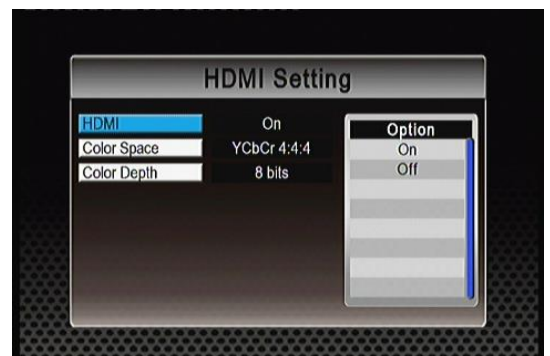 HDMI Setting
HDMI On
Color Space YCbCr 4:4:4
Color Depth 8 bits
Option
On
Off